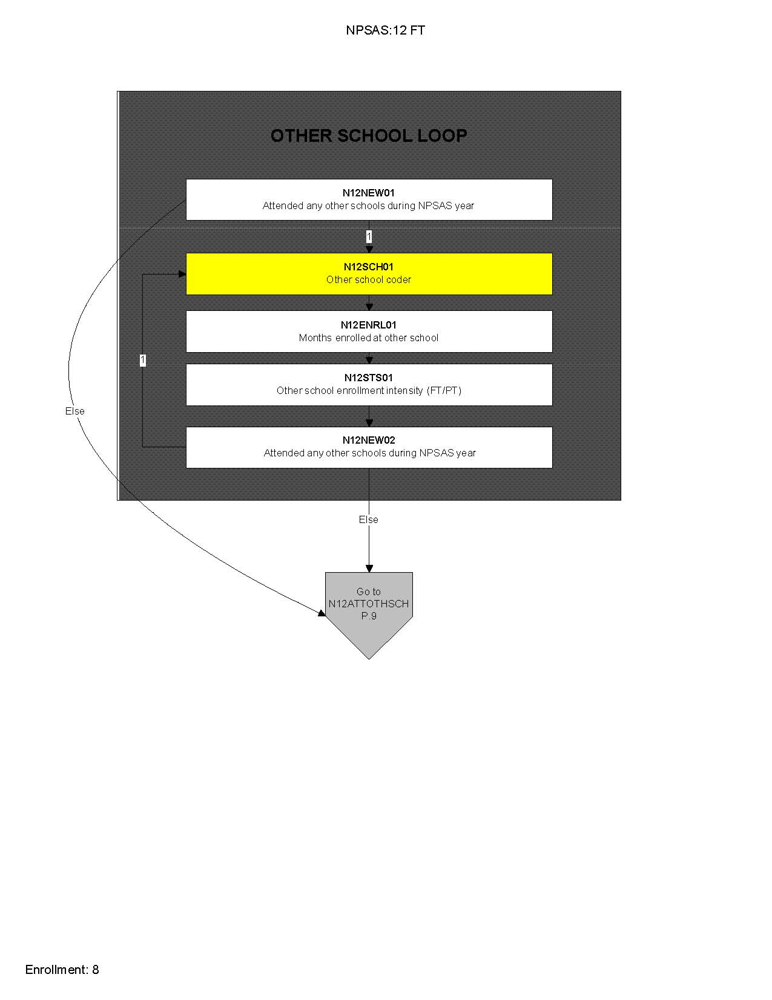 NPSAS:12 FT
OTHER SCHOOL LOOP
N12NEW01
Attended any other schools during NPSAS year
1
N12SCH01
Other school coder
N12ENRL01
Months enrolled at other school
1
N12STS01
Other school enrollment intensity (FT/PT)
Else
N12NEW02
Attended any other schools during NPSAS year
Else
Go to
N12ATTOTHSCH
P.9
Enrollment: 8